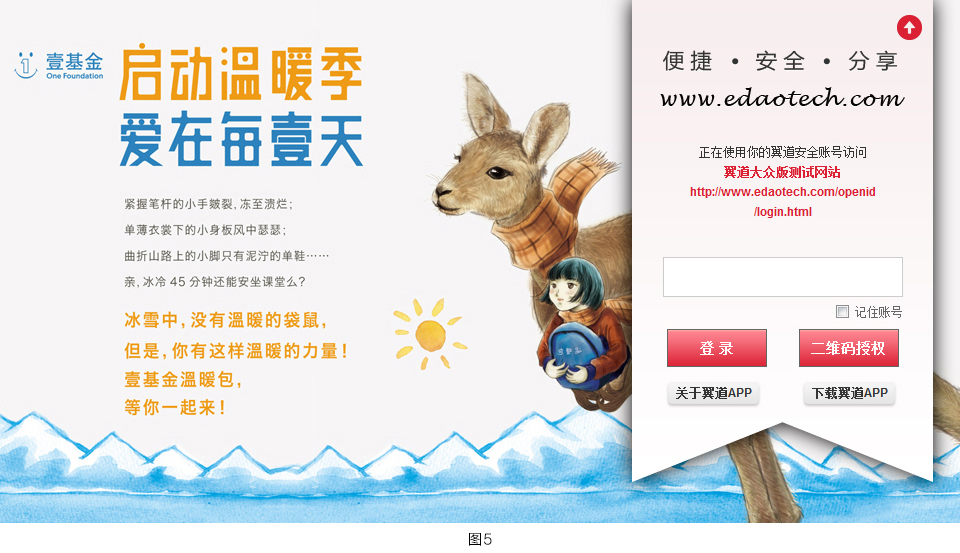 壹基金
One Foundation
启动温暖季
爱在每壹天
紧握笔杆的小手皴裂,冻至溃烂;
单薄衣裳下的小身板风中瑟瑟;
曲折山路上的小脚只有泥泞的单鞋……
亲,冰冷 45 分钟还能安坐课堂么?
冰雪中,没有温暖的袋鼠,
但是,你有这样温暖的力量!
壹基金温暖包,
等你一起来!
便捷 • 安全 • 分享
www.edaotech.com
正在使用你的翼道安全账号访问
翼道大众版测试网站
http://www.edaotech.com/openid
/login.html
记住账号
登 录
二维码授权
关于翼道APP
下载翼道APP
图5